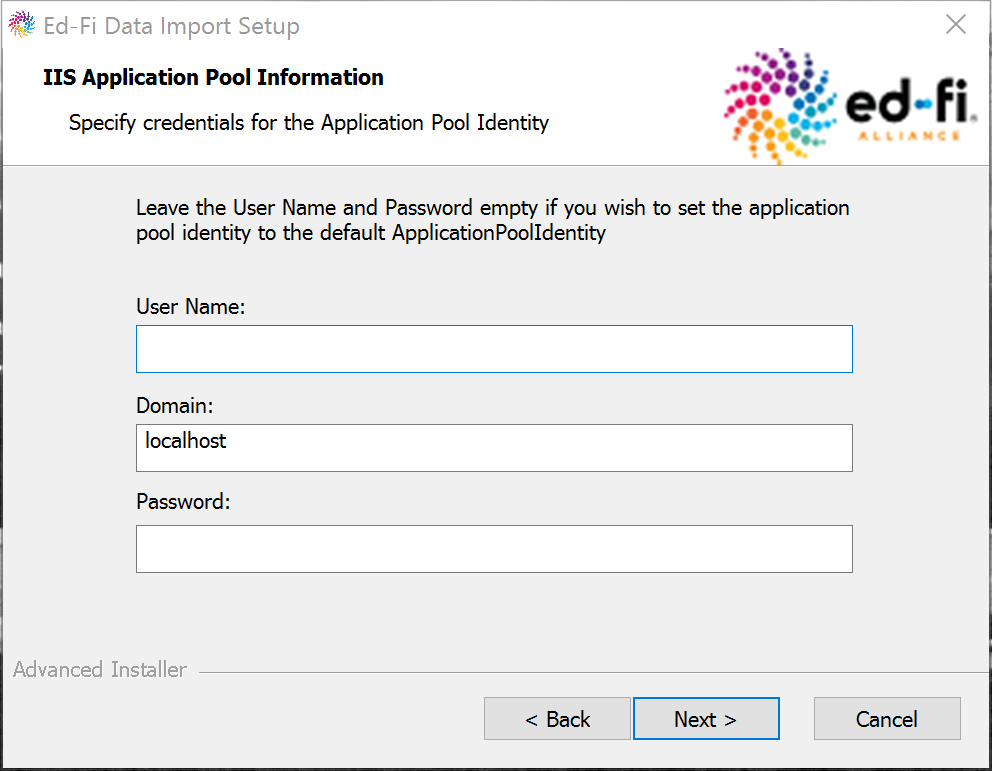 Ed-Fi Data Import Setup
IIS Application Pool Information
Specify credentials for the Application Pool Identity
ed-fi®
ALLIANCE
Leave the User Name and Password empty if you wish to set the application
pool identity to the default ApplicationPoolIdentity
User Name:
Domain:
localhost
Password:
Advanced Installer
< Back
Next >
Cancel